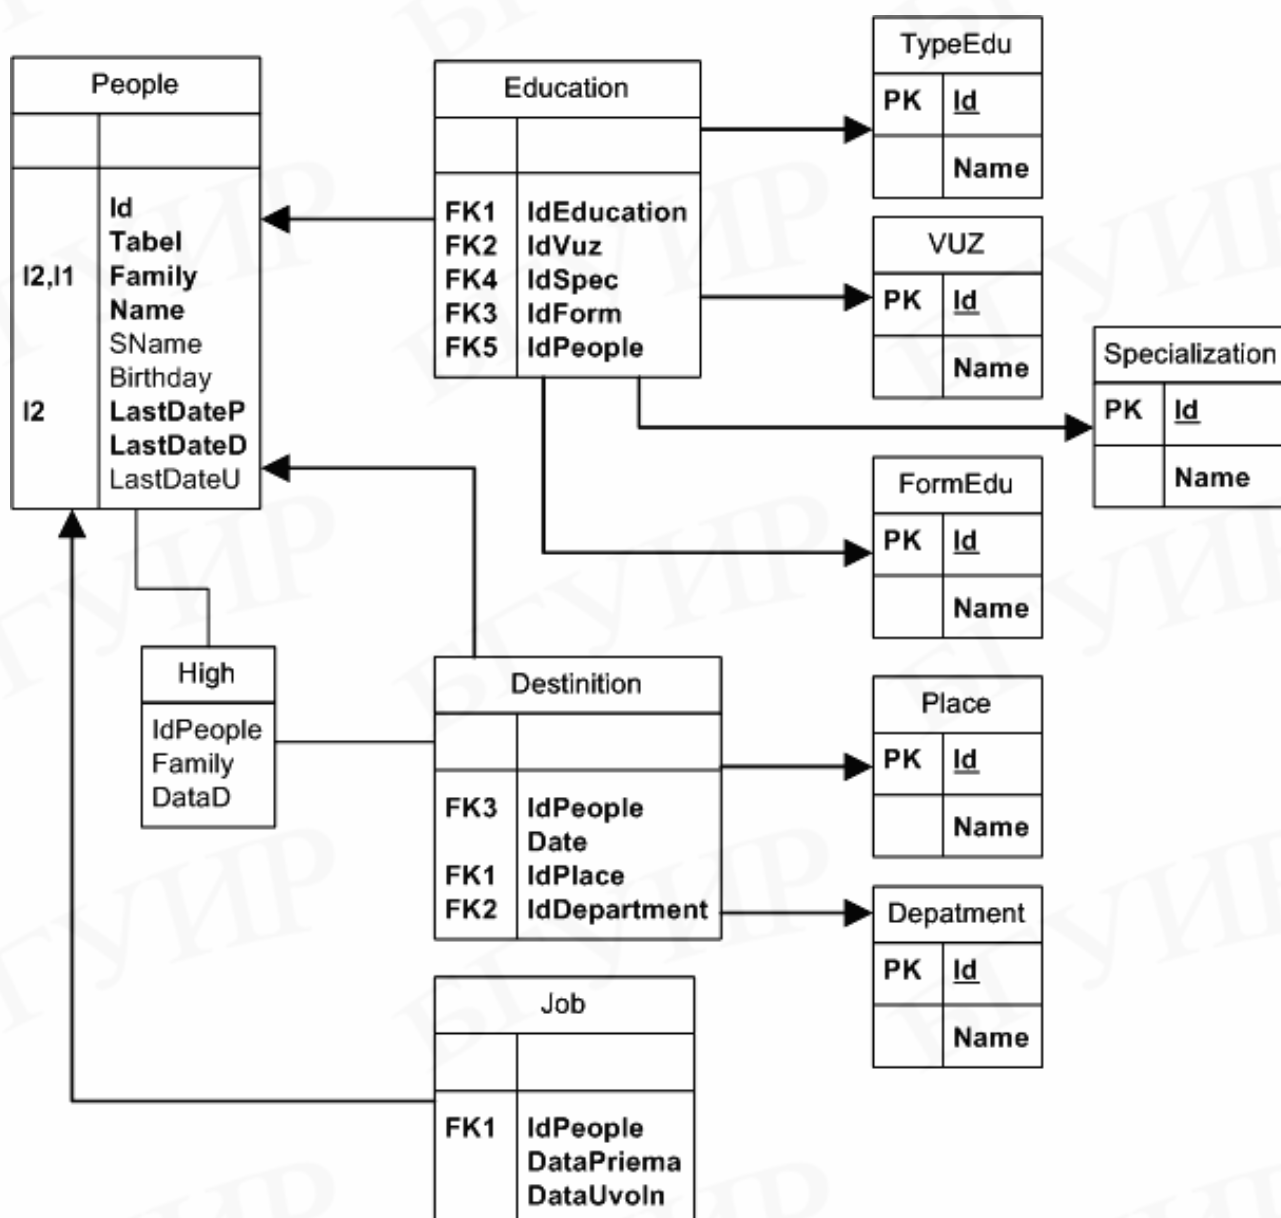 People
Id
Tabel
I2,I1 Family
Name
SName
Birthday
I2 LastDateP
LastDateD
LastDateU
Education
FK1 IdEducation
FK2 IdVuz
FK4 IdSpec
FK3 IdForm
FK5 IdPeople
TypeEdu
PK Id
Name
VUZ
PK Id
Name
Specialization
PK Id
Name
FormEdu
PK Id
Name
High
IdPeople
Family
DataD
Destinition
FK3 IdPeople
Date
FK1 IdPlace
FK2 IdDepartment
Place
PK Id
Name
Depatment
PK Id
Name
Job
FK1 IdPeople
DataPriema
DataUvoln
БГУИР